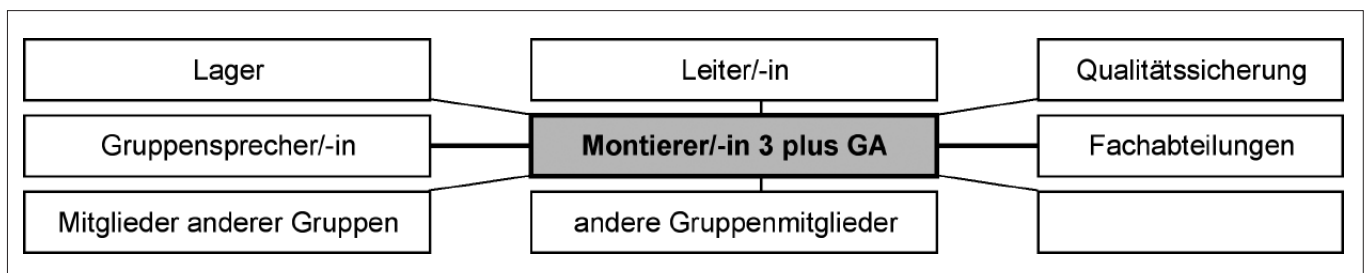 Lager
Leiter/-in
Qualitätssicherung
Gruppensprecher/-in
Montierer/-in 3 plus GA
Fachabteilungen
Mitglieder anderer Gruppen
andere Gruppenmitglieder